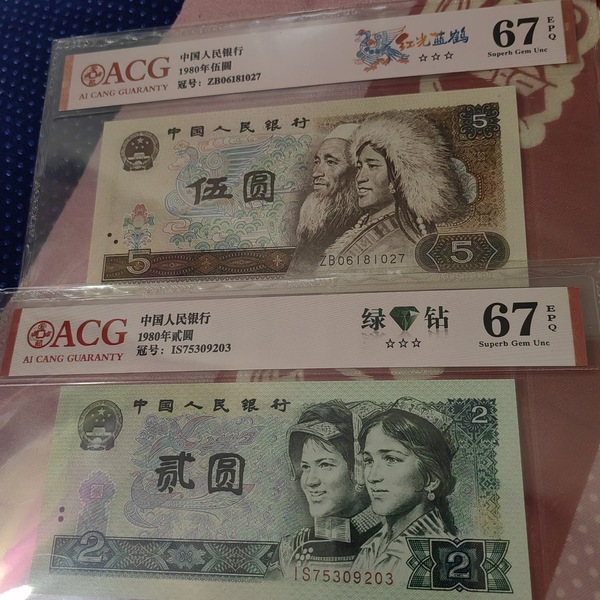 ACG
AI CANG GUARANTY
中国人民银行
1980年伍圆
冠号：ZB06181027
红光蓝鹤
☆☆☆
67
EPQ
Superb Gem Unc
中国人民银行
5
伍圆
5
ZB06181027
5
ACG
AI CANG GUARANTY
中国人民银行
1980年贰圆
冠号：IS75309203
绿钻
☆☆☆
67
EPQ
Superb Gem Unc
中国人民银行
2
贰圆
2
IS75309203
2